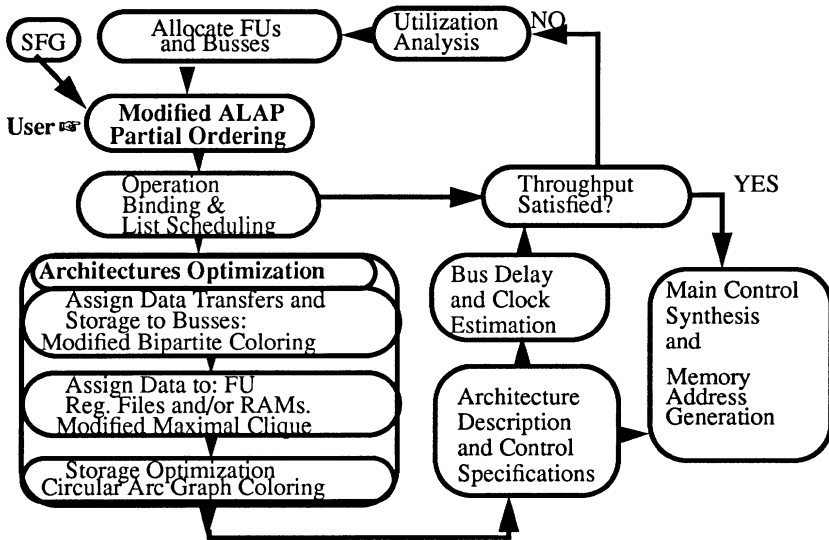 SFG
Allocate FUs
and Busses
Utilization
Analysis
NO
User ☞
Modified ALAP
Partial Ordering
Operation
Binding &
List Scheduling
Throughput
Satisfied?
YES
Architectures Optimization
Assign Data Transfers and
Storage to Busses:
Modified Bipartite Coloring
Assign Data to: FU
Reg. Files and/or RAMs.
Modified Maximal Clique
Storage Optimization
Circular Arc Graph Coloring
Bus Delay
and Clock
Estimation
Architecture
Description
and Control
Specifications
Main Control
Synthesis
and
Memory
Address
Generation